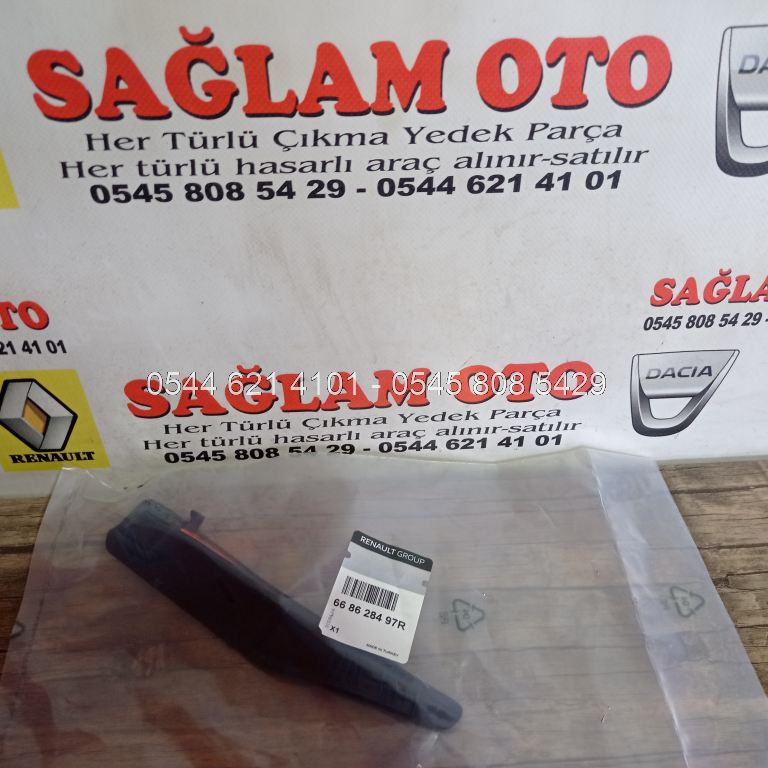 SAĞLAM OTO
DA
Her Türlü Çıkma Yedek Parça
Her türlü hasarlı araç alınır-satılır
0545 808 54 29 - 0544 621 41 01
TO
21 41 01
SAĞLA
0545 808 54 29 -
SAĞLAM OTO
0544 621 4101 - 0545 808 5429
DACIA
Her Türlü Çıkma Yedek Parça
Her türlü hasarlı araç alınır-satılır
0545 808 54 29 - 0544 621 41 01
RENAULT
RENAULT GROUP
66 86 284 97R
X1
MADE IN TURKEY